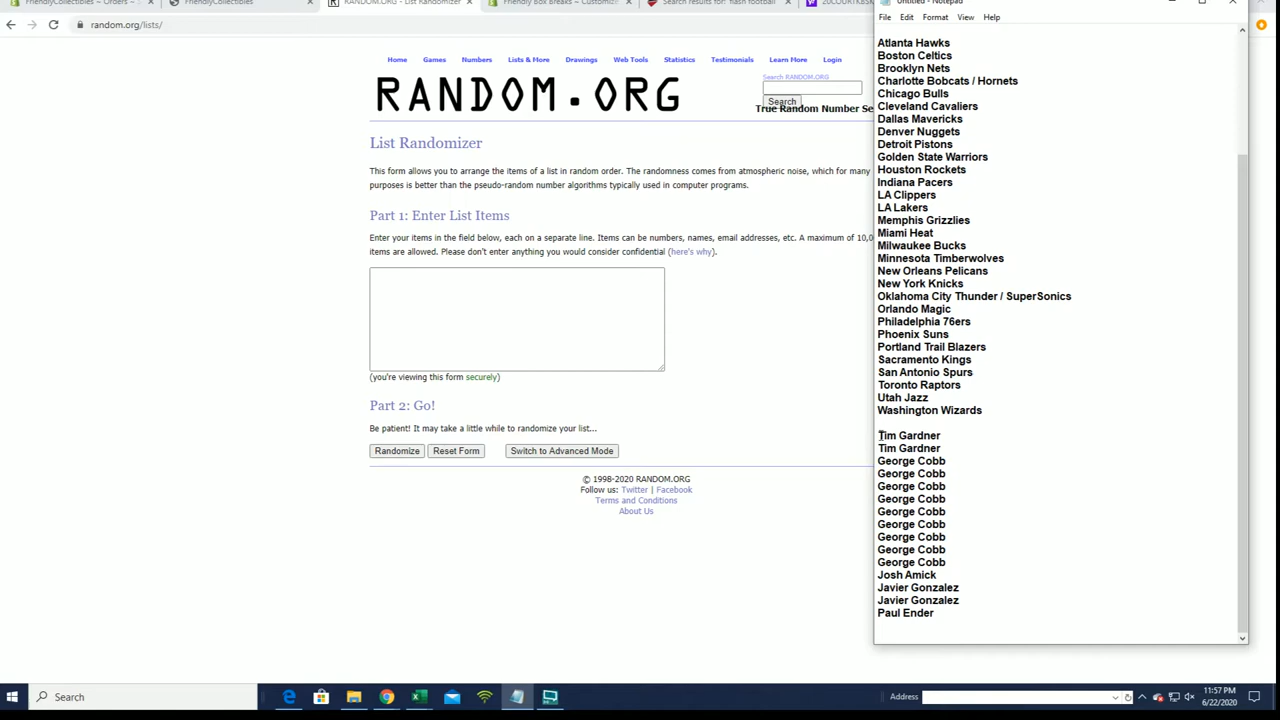 FriendlyCollectibles – Orders – S
FriendlyCollectibles
RANDOM.ORG - List Randomizer
Friendly Box Breaks – Customize
Search results for: flash football
20COURTKBSK
Untitled - Notepad
random.org/lists/
File Edit Format View Help
Home Games Numbers Lists & More Drawings Web Tools Statistics Testimonials Learn More Login
RANDOM.ORG
Search RANDOM.ORG
Search
True Random Number Se
List Randomizer
This form allows you to arrange the items of a list in random order. The randomness comes from atmospheric noise, which for many
purposes is better than the pseudo-random number algorithms typically used in computer programs.
Part 1: Enter List Items
Enter your items in the field below, each on a separate line. Items can be numbers, names, email addresses, etc. A maximum of 10,0
items are allowed. Please don't enter anything you would consider confidential (here's why).
(you're viewing this form securely)
Part 2: Go!
Be patient! It may take a little while to randomize your list...
Randomize Reset Form Switch to Advanced Mode
© 1998-2020 RANDOM.ORG
Follow us: Twitter | Facebook
Terms and Conditions
About Us
Atlanta Hawks
Boston Celtics
Brooklyn Nets
Charlotte Bobcats / Hornets
Chicago Bulls
Cleveland Cavaliers
Dallas Mavericks
Denver Nuggets
Detroit Pistons
Golden State Warriors
Houston Rockets
Indiana Pacers
LA Clippers
LA Lakers
Memphis Grizzlies
Miami Heat
Milwaukee Bucks
Minnesota Timberwolves
New Orleans Pelicans
New York Knicks
Oklahoma City Thunder / SuperSonics
Orlando Magic
Philadelphia 76ers
Phoenix Suns
Portland Trail Blazers
Sacramento Kings
San Antonio Spurs
Toronto Raptors
Utah Jazz
Washington Wizards
Tim Gardner
Tim Gardner
George Cobb
George Cobb
George Cobb
George Cobb
George Cobb
George Cobb
George Cobb
George Cobb
George Cobb
Josh Amick
Javier Gonzalez
Javier Gonzalez
Paul Ender
Search
Address
11:57 PM
6/22/2020